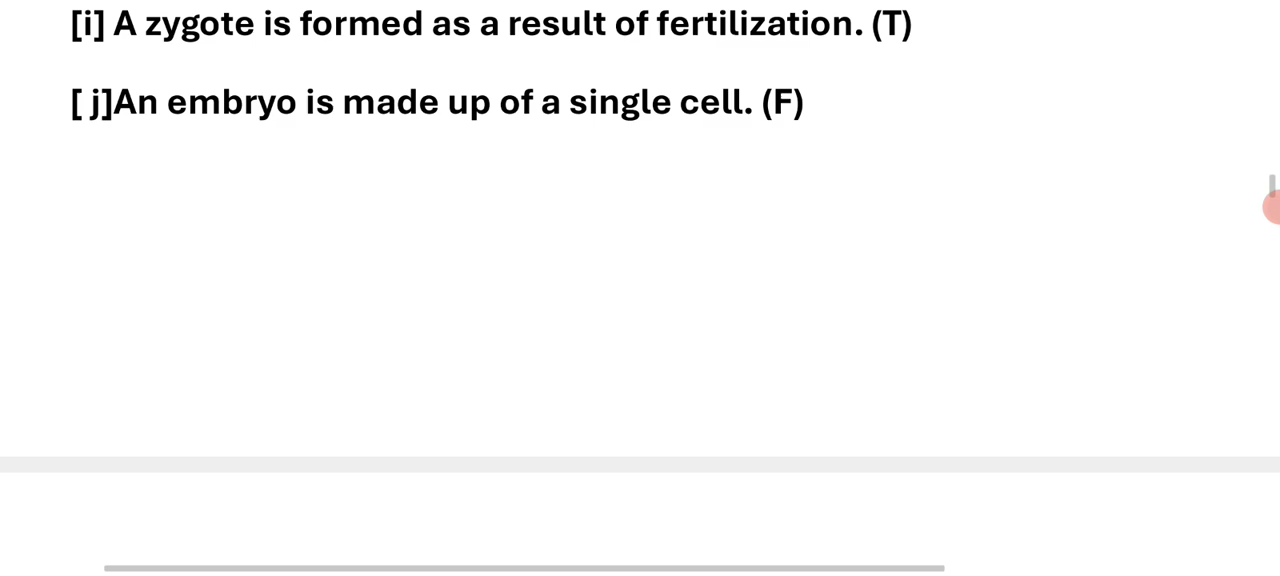 [i] A zygote is formed as a result of fertilization. (T)
[ j]An embryo is made up of a single cell. (F)